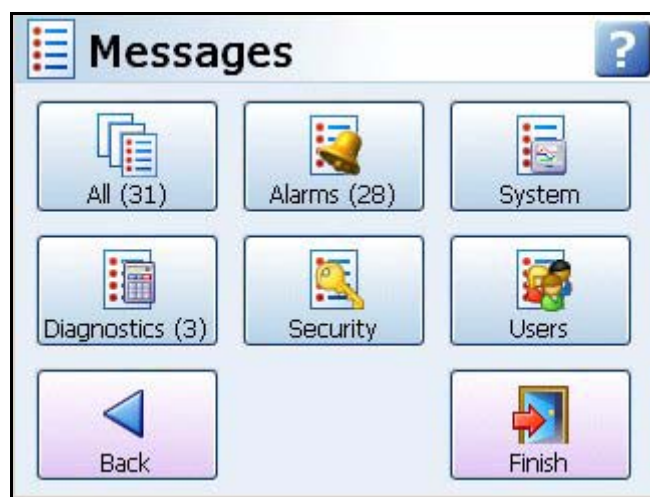 Messages
?
All (31)
Alarms (28)
System
Diagnostics (3)
Security
Users
Back
Finish